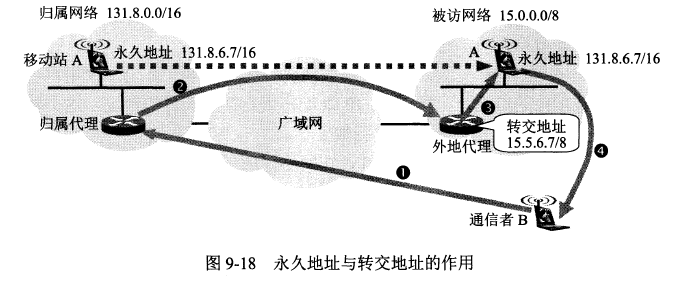 归属网络 131.8.0.0/16
被访网络 15.0.0.0/8
移动站 A
永久地址 131.8.6.7/16
A
永久地址 131.8.6.7/16
❷
❸
归属代理
广域网
外地代理
转交地址
15.5.6.7/8
❹
❶
通信者 B
图 9-18 永久地址与转交地址的作用